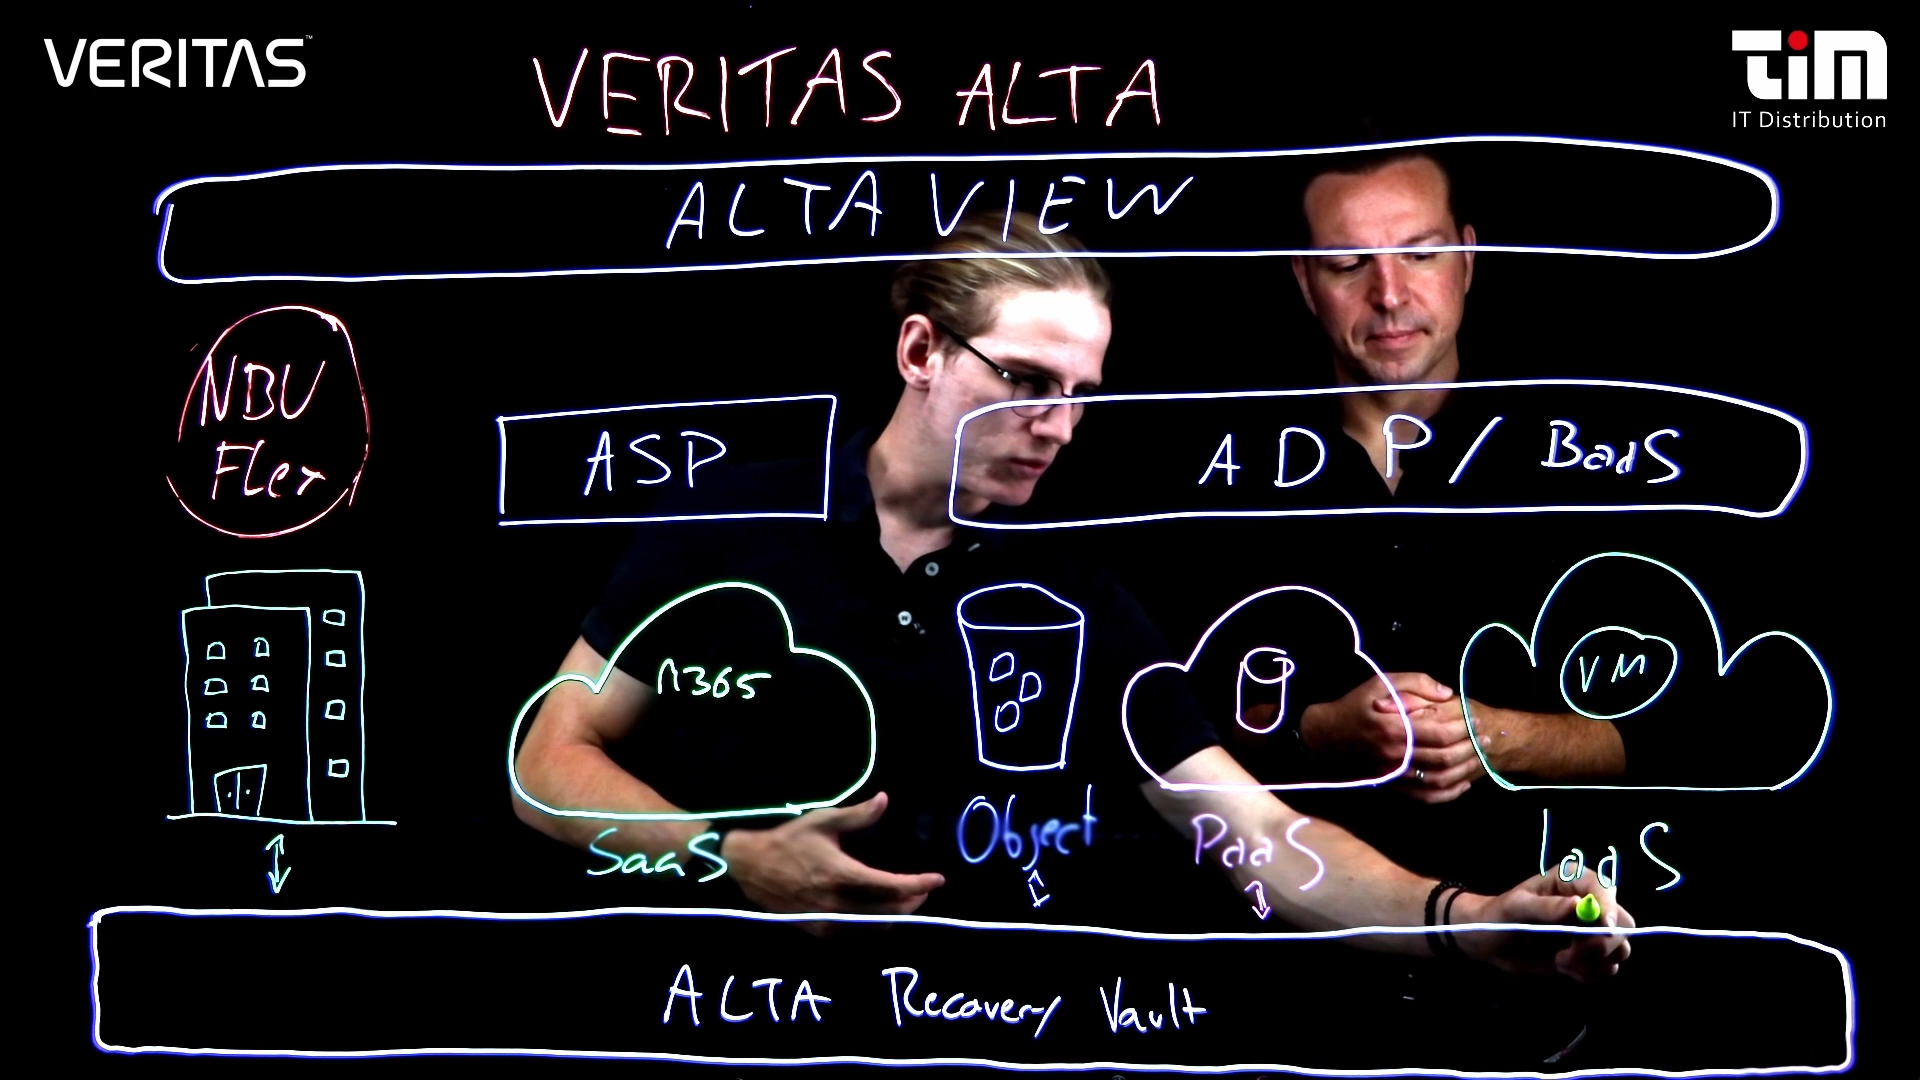 VERITAS™
VERITAS ALTA
TiM
IT Distribution
ALTA VIEW
NBU
Flex
ASP
ADP / BaaS
M365
VM
SaaS
Object
PaaS
IaaS
ALTA Recovery Vault